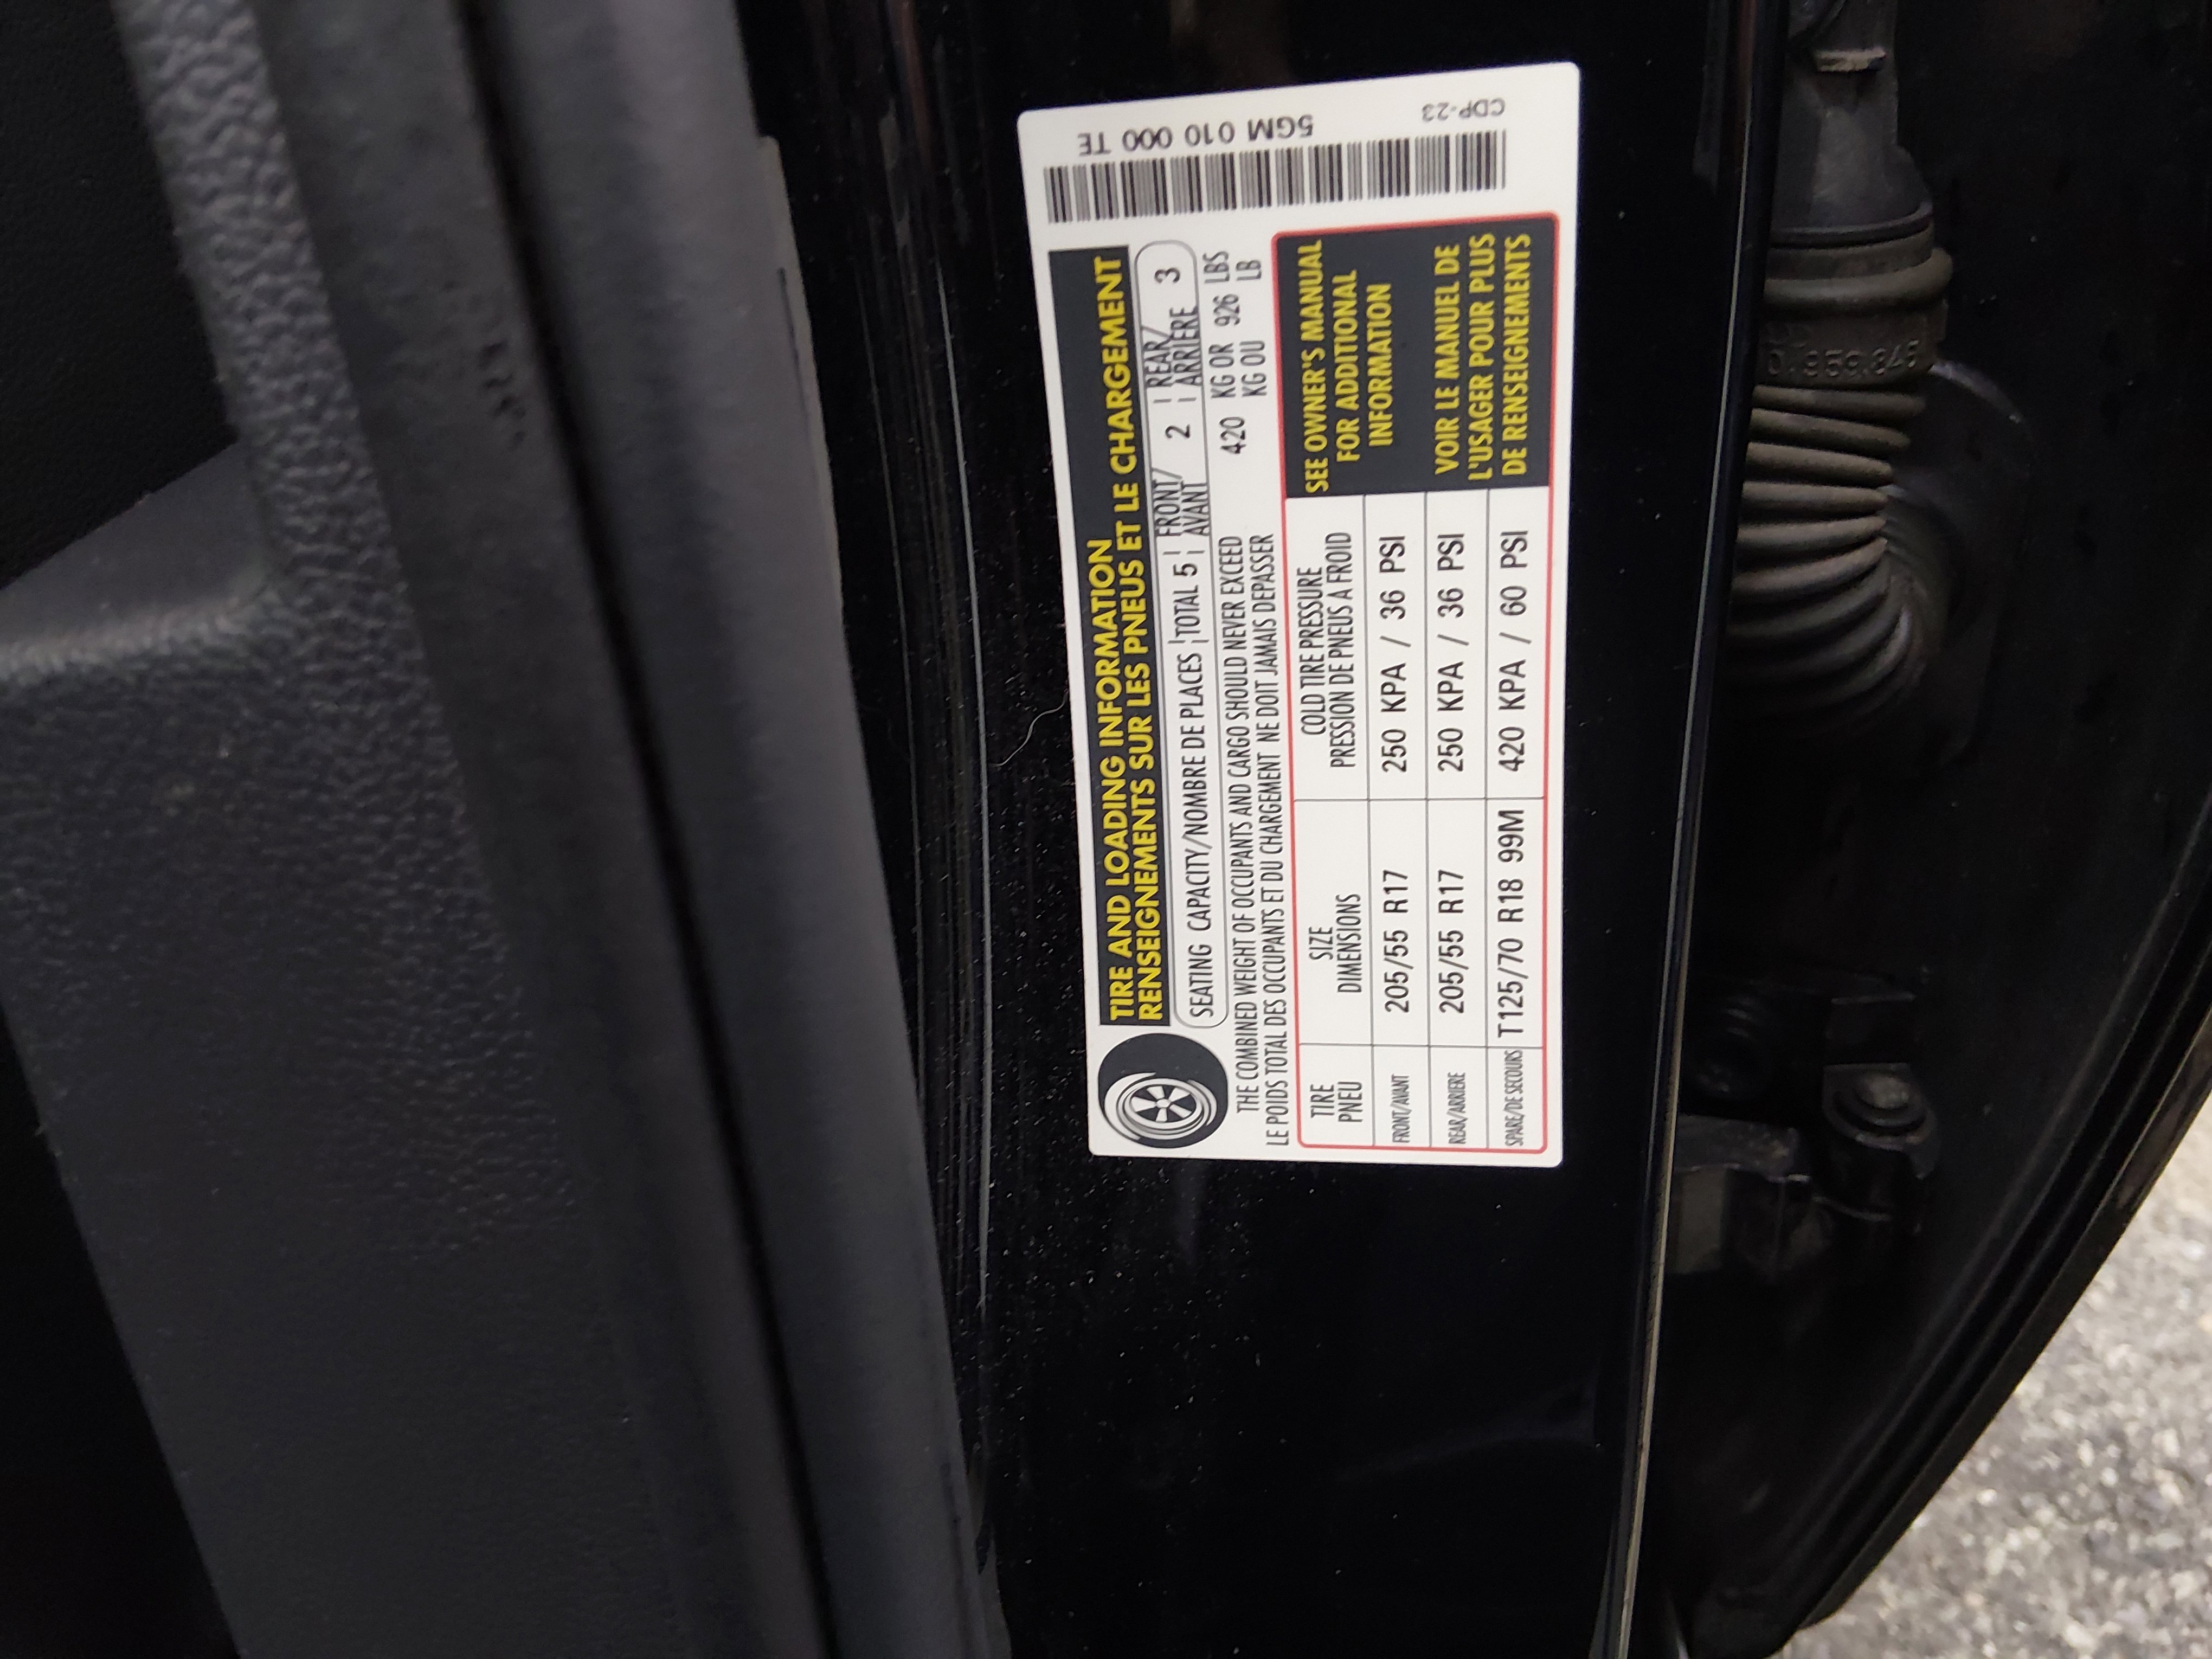 TIRE AND LOADING INFORMATION
RENSEIGNEMENTS SUR LES PNEUS ET LE CHARGEMENT
SEATING CAPACITY/NOMBRE DE PLACES TOTAL 5 FRONT/ AVANT 2 REAR/ ARRIERE 3
THE COMBINED WEIGHT OF OCCUPANTS AND CARGO SHOULD NEVER EXCEED 420 KG OR 926 LBS
LE POIDS TOTAL DES OCCUPANTS ET DU CHARGEMENT NE DOIT JAMAIS DEPASSER KG OU LB
TIRE SIZE COLD TIRE PRESSURE
PNEU DIMENSIONS PRESSION DE PNEUS A FROID
FRONT/AVANT 205/55 R17 250 KPA / 36 PSI
REAR/ARRIERE 205/55 R17 250 KPA / 36 PSI
SPARE/DE SECOURS T125/70 R18 99M 420 KPA / 60 PSI
SEE OWNER'S MANUAL
FOR ADDITIONAL
INFORMATION
VOIR LE MANUEL DE
L'USAGER POUR PLUS
DE RENSEIGNEMENTS
5GM 010 000 TE
CDP-23